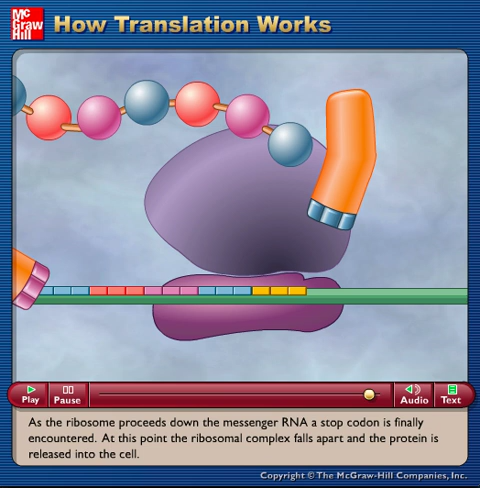 Mc
Graw
Hill
How Translation Works
Play
Pause
Audio
Text
As the ribosome proceeds down the messenger RNA a stop codon is finally
encountered. At this point the ribosomal complex falls apart and the protein is
released into the cell.
Copyright © The McGraw-Hill Companies, Inc.